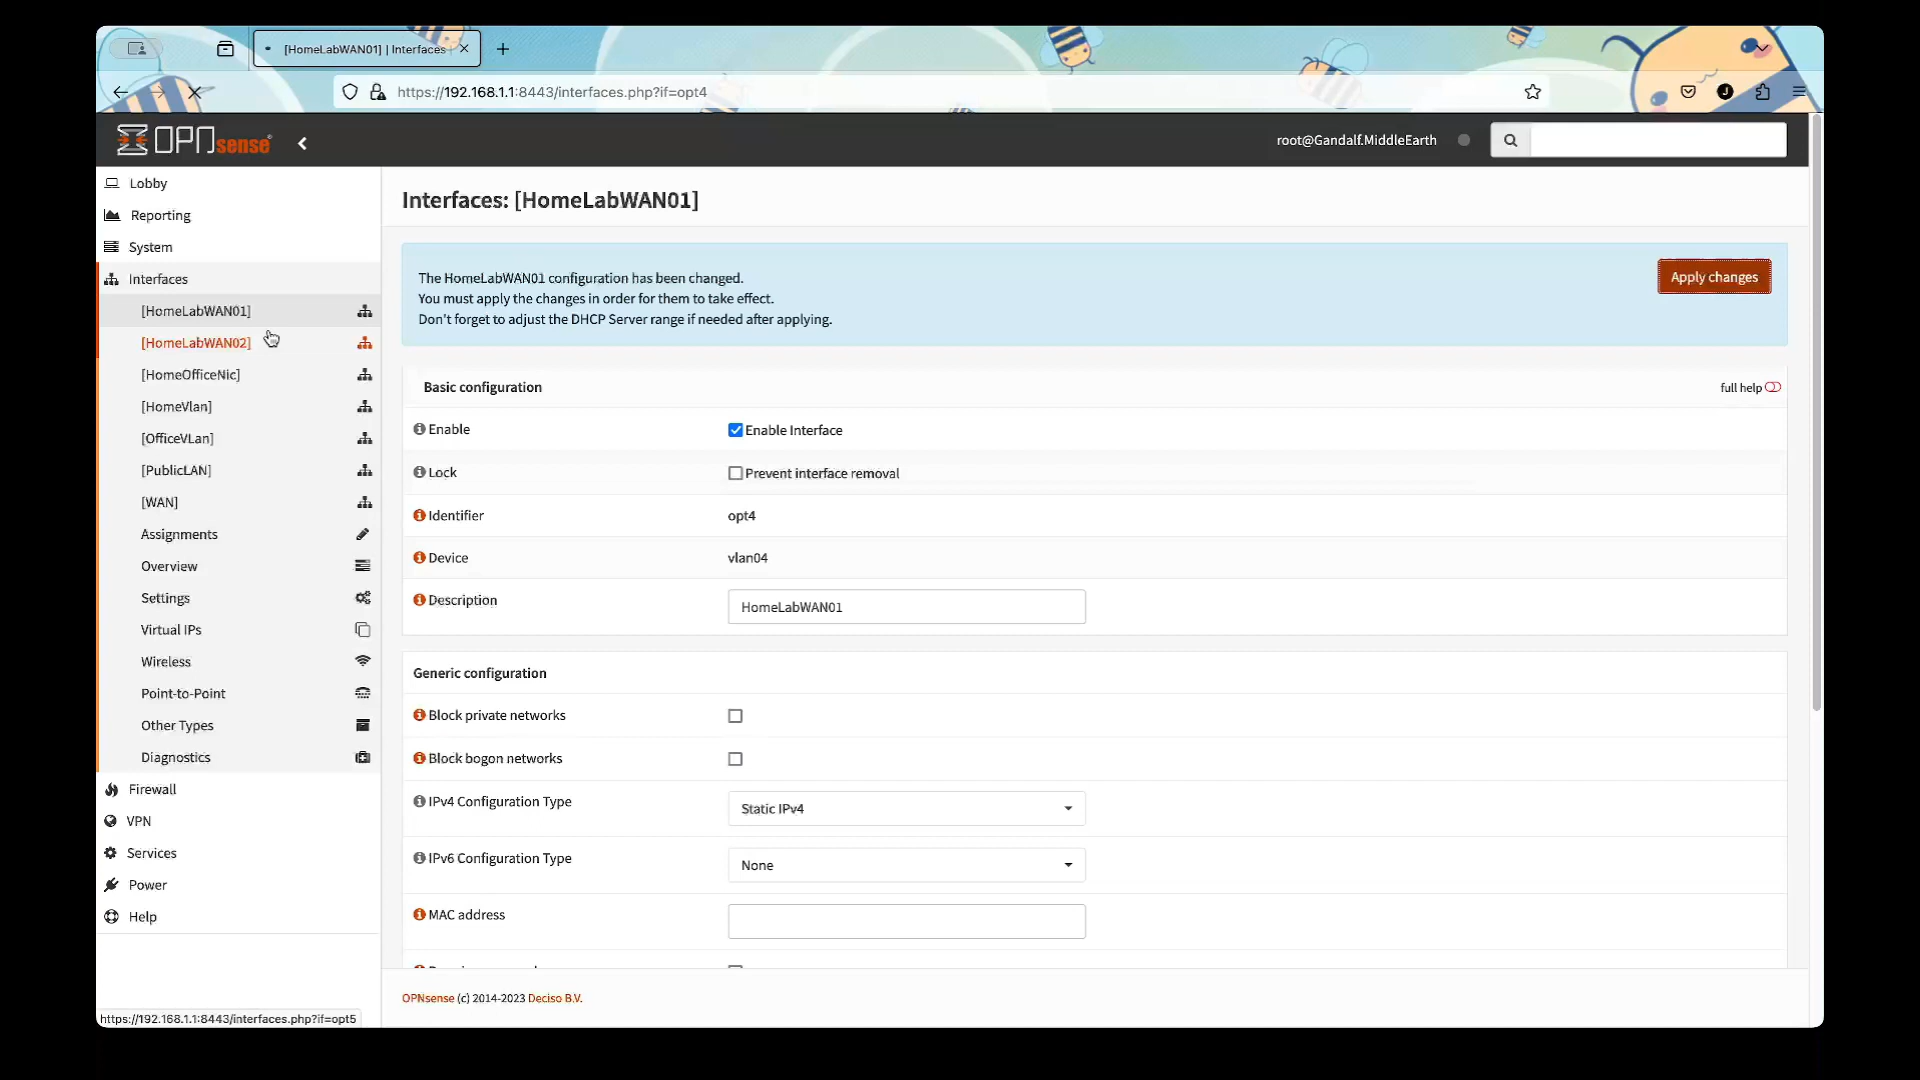 [HomeLabWAN01] | Interfaces
https://192.168.1.1:8443/interfaces.php?if=opt4
OPNsense
root@Gandalf.MiddleEarth
Lobby
Reporting
System
Interfaces
[HomeLabWAN01]
[HomeLabWAN02]
[HomeOfficeNic]
[HomeVlan]
[OfficeVLan]
[PublicLAN]
[WAN]
Assignments
Overview
Settings
Virtual IPs
Wireless
Point-to-Point
Other Types
Diagnostics
Firewall
VPN
Services
Power
Help
Interfaces: [HomeLabWAN01]
The HomeLabWAN01 configuration has been changed.
You must apply the changes in order for them to take effect.
Don't forget to adjust the DHCP Server range if needed after applying.
Apply changes
Basic configuration
full help
Enable
Enable Interface
Lock
Prevent interface removal
Identifier
opt4
Device
vlan04
Description
HomeLabWAN01
Generic configuration
Block private networks
Block bogon networks
IPv4 Configuration Type
Static IPv4
IPv6 Configuration Type
None
MAC address
OPNsense (c) 2014-2023 Deciso B.V.
https://192.168.1.1:8443/interfaces.php?if=opt5